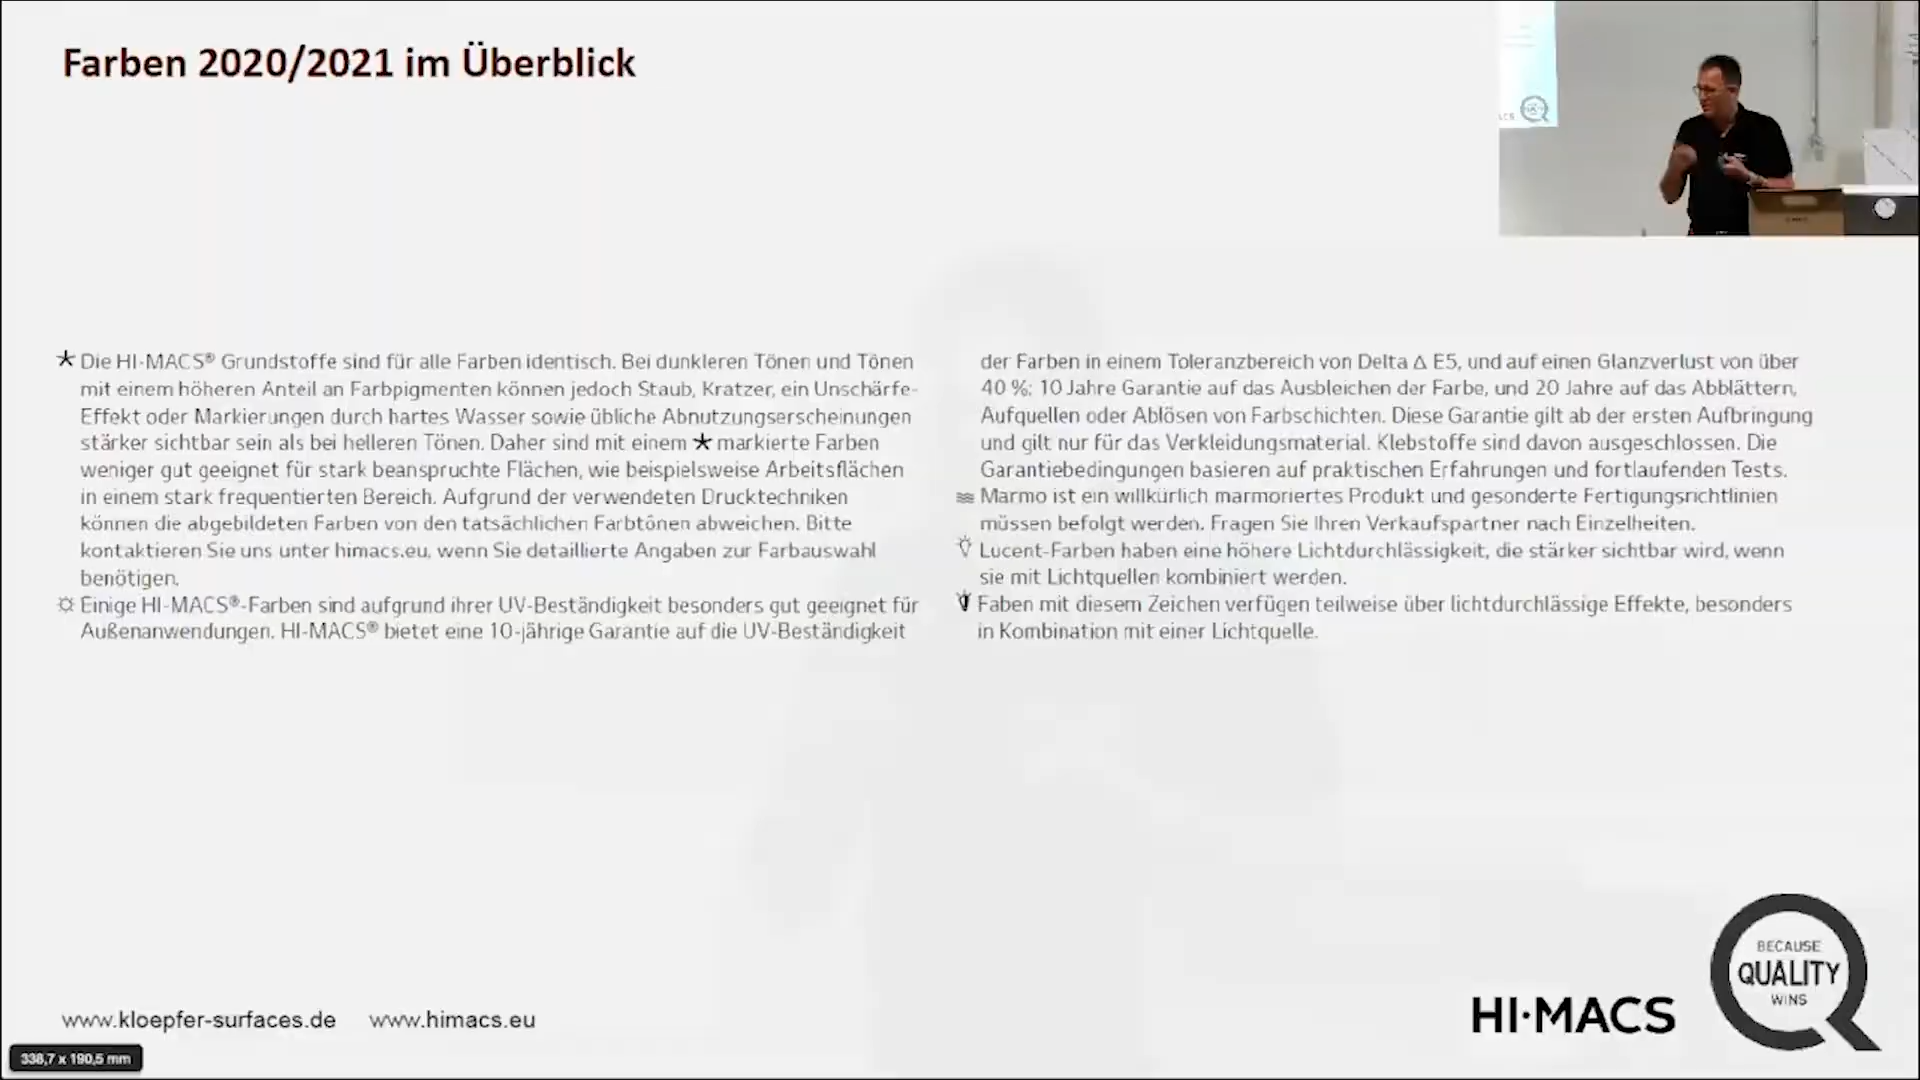 Farben 2020/2021 im Überblick
★ Die HI-MACS® Grundstoffe sind für alle Farben identisch. Bei dunkleren Tönen und Tönen
mit einem höheren Anteil an Farbpigmenten können jedoch Staub, Kratzer, ein Unschärfe-
Effekt oder Markierungen durch hartes Wasser sowie übliche Abnutzungserscheinungen
stärker sichtbar sein als bei helleren Tönen. Daher sind mit einem ★ markierte Farben
weniger gut geeignet für stark beanspruchte Flächen, wie beispielsweise Arbeitsflächen
in einem stark frequentierten Bereich. Aufgrund der verwendeten Drucktechniken
können die abgebildeten Farben von den tatsächlichen Farbtönen abweichen. Bitte
kontaktieren Sie uns unter himacs.eu, wenn Sie detaillierte Angaben zur Farbauswahl
benötigen.
Einige HI-MACS®-Farben sind aufgrund ihrer UV-Beständigkeit besonders gut geeignet für
Außenanwendungen. HI-MACS® bietet eine 10-jährige Garantie auf die UV-Beständigkeit
der Farben in einem Toleranzbereich von Delta Δ E5, und auf einen Glanzverlust von über
40 %; 10 Jahre Garantie auf das Ausbleichen der Farbe, und 20 Jahre auf das Abblättern,
Aufquellen oder Ablösen von Farbschichten. Diese Garantie gilt ab der ersten Aufbringung
und gilt nur für das Verkleidungsmaterial. Klebstoffe sind davon ausgeschlossen. Die
Garantiebedingungen basieren auf praktischen Erfahrungen und fortlaufenden Tests.
Marmo ist ein willkürlich marmoriertes Produkt und gesonderte Fertigungsrichtlinien
müssen befolgt werden. Fragen Sie Ihren Verkaufspartner nach Einzelheiten.
Lucent-Farben haben eine höhere Lichtdurchlässigkeit, die stärker sichtbar wird, wenn
sie mit Lichtquellen kombiniert werden.
Faben mit diesem Zeichen verfügen teilweise über lichtdurchlässige Effekte, besonders
in Kombination mit einer Lichtquelle.
BECAUSE
QUALITY
WINS
HI·MACS
www.kloepfer-surfaces.de www.himacs.eu
338,7 x 190,5 mm